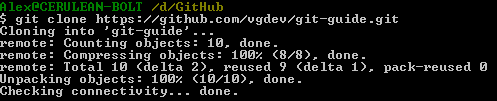 Alex@CERULEAN-BOLT /d/GitHub
$ git clone https://github.com/vgdev/git-guide.git
Cloning into 'git-guide'...
remote: Counting objects: 10, done.
remote: Compressing objects: 100% (8/8), done.
remote: Total 10 (delta 2), reused 9 (delta 1), pack-reused 0
Unpacking objects: 100% (10/10), done.
Checking connectivity... done.